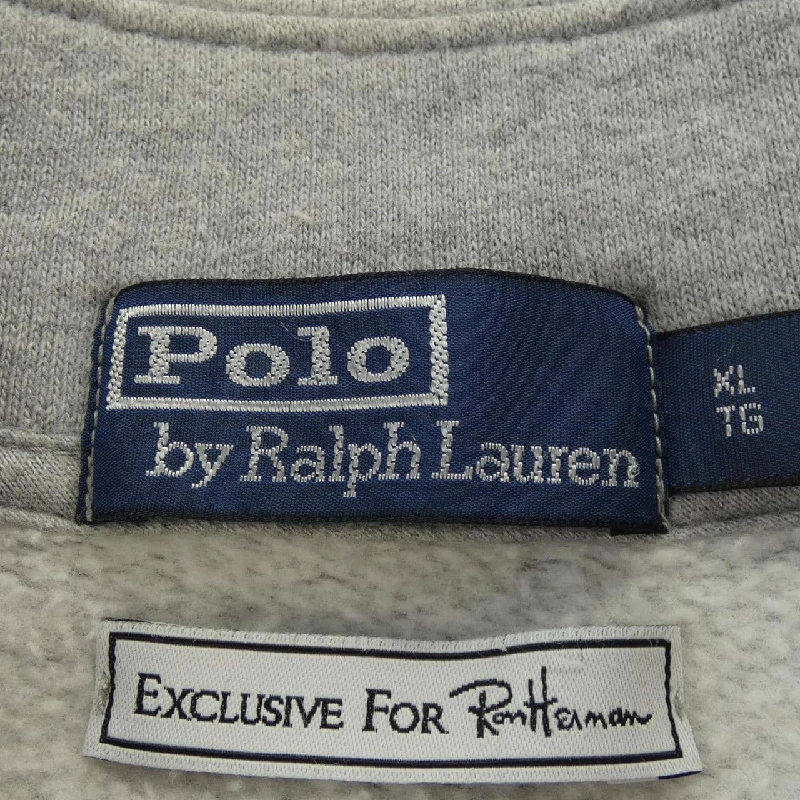 Polo
by Ralph Lauren
XL
TG
EXCLUSIVE FOR Ron Herman